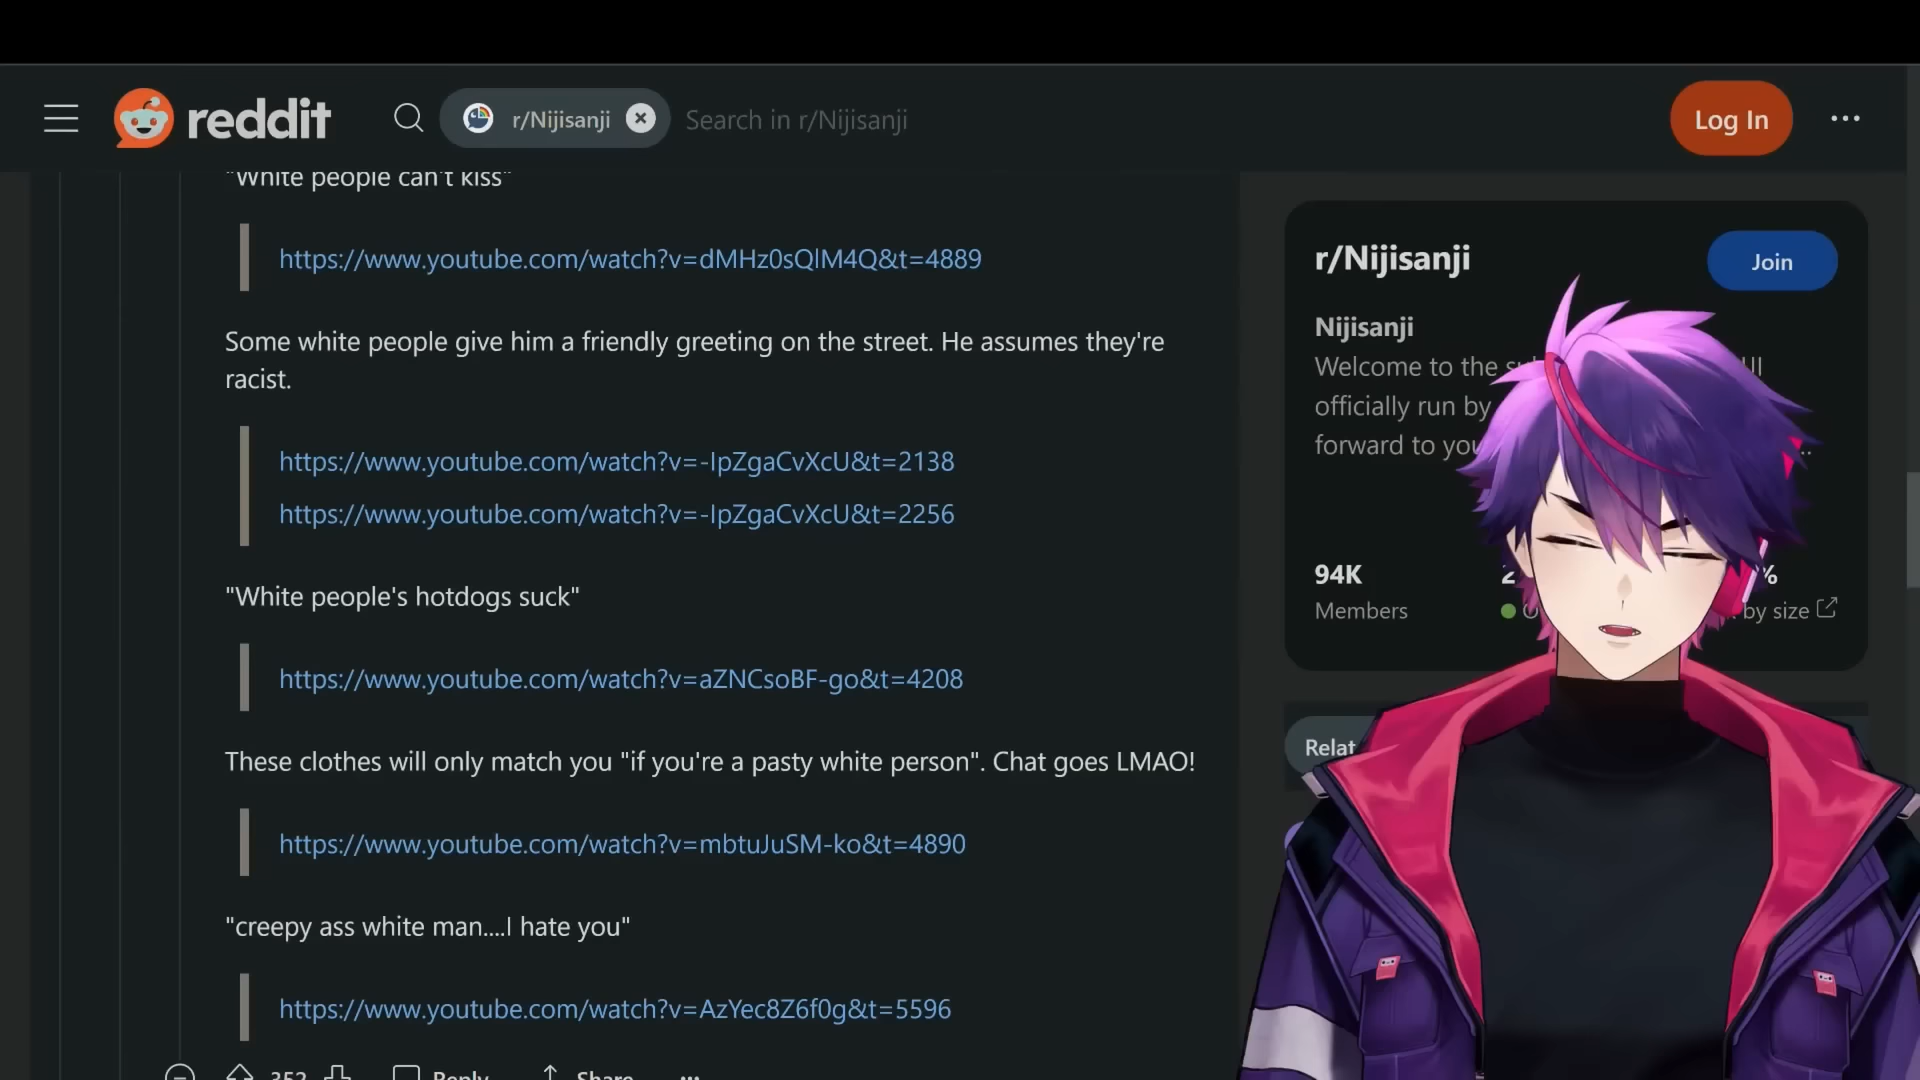 reddit
r/Nijisanji
Search in r/Nijisanji
Log In
"White people can't kiss"
https://www.youtube.com/watch?v=dMHz0sQlM4Q&t=4889
Some white people give him a friendly greeting on the street. He assumes they're
racist.
https://www.youtube.com/watch?v=-IpZgaCvXcU&t=2138
https://www.youtube.com/watch?v=-IpZgaCvXcU&t=2256
"White people's hotdogs suck"
https://www.youtube.com/watch?v=aZNCsoBF-go&t=4208
These clothes will only match you "if you're a pasty white person". Chat goes LMAO!
https://www.youtube.com/watch?v=mbtuJuSM-ko&t=4890
"creepy ass white man....I hate you"
https://www.youtube.com/watch?v=AzYec8Z6f0g&t=5596
352
Reply
Share
r/Nijisanji
Join
Nijisanji
Welcome to the
officially run by
forward to you
94K
Members
%
by size
Relat